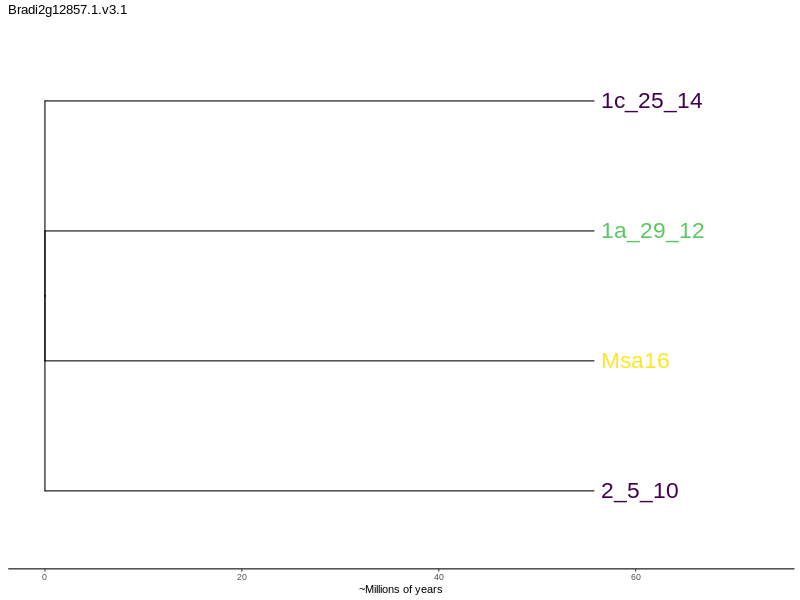 Bradi2g12857.1.v3.1
1c_25_14
1a_29_12
Msa16
2_5_10
0 20 40 60
~Millions of years